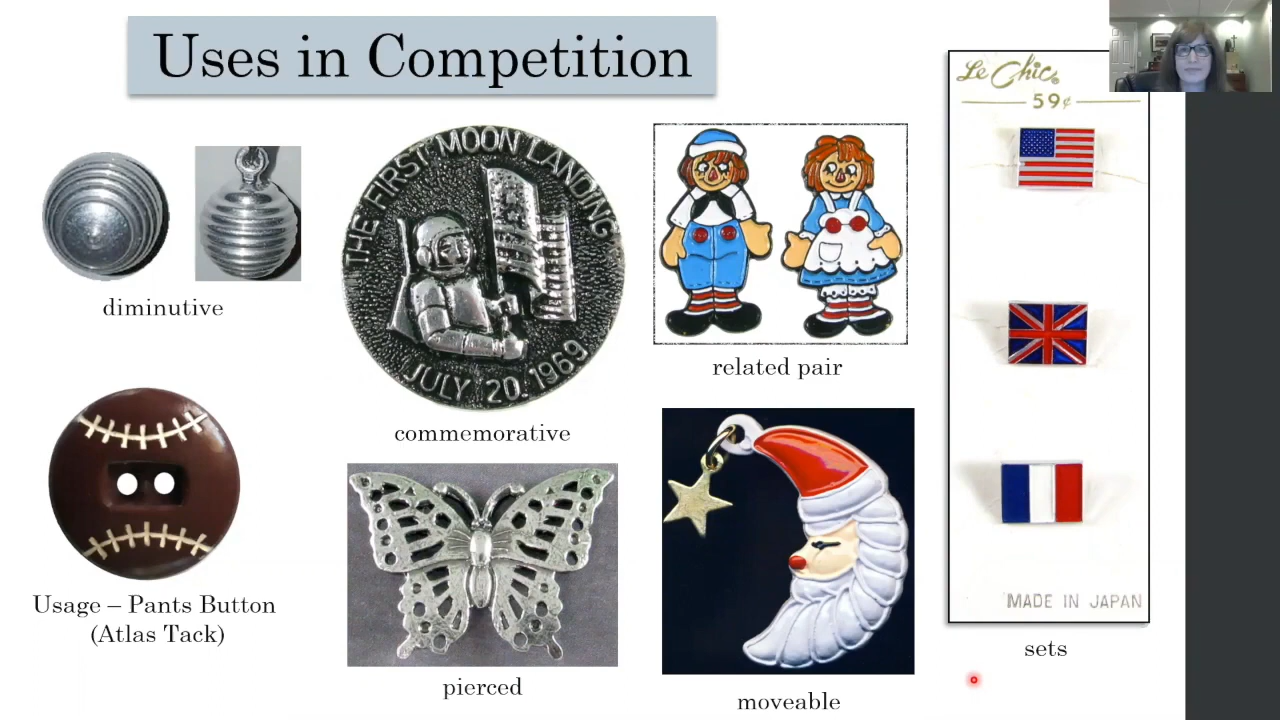 Uses in Competition
Le Chic
59¢
THE FIRST MOON LANDING
JULY 20, 1969
diminutive
related pair
commemorative
Usage – Pants Button
(Atlas Tack)
MADE IN JAPAN
sets
pierced
moveable